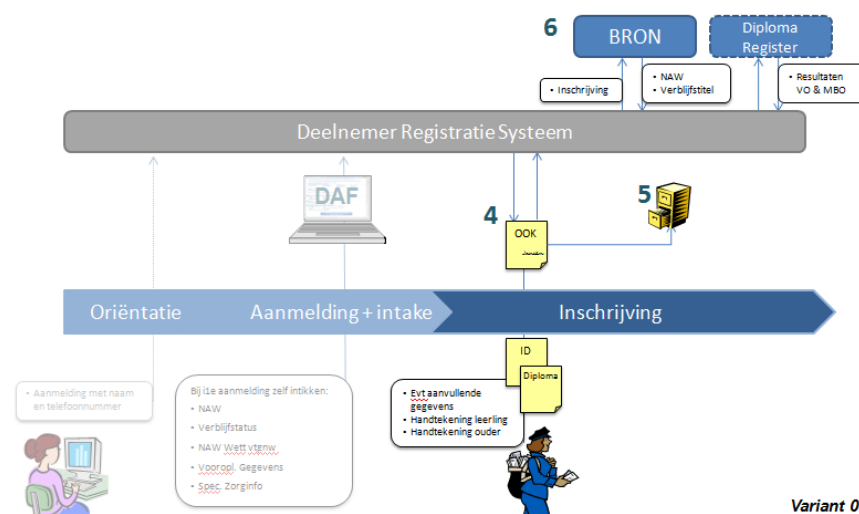 6
BRON
Diploma
Register
• Inschrijving
• NAW
• Verblijfstitel
• Resultaten
VO & MBO
Deelnemer Registratie Systeem
DAF
4
OOK
5
Oriëntatie
Aanmelding + intake
Inschrijving
• Aanmelding met naam
en telefoonnummer
Bij i1e aanmelding zelf intikken:
• NAW
• Verblijfstatus
• NAW Wett vtgnw
• Vooropl. Gegevens
• Spec. Zorginfo
ID
Diploma
• Evt aanvullende
gegevens
• Handtekening leerling
• Handtekening ouder
Variant 0